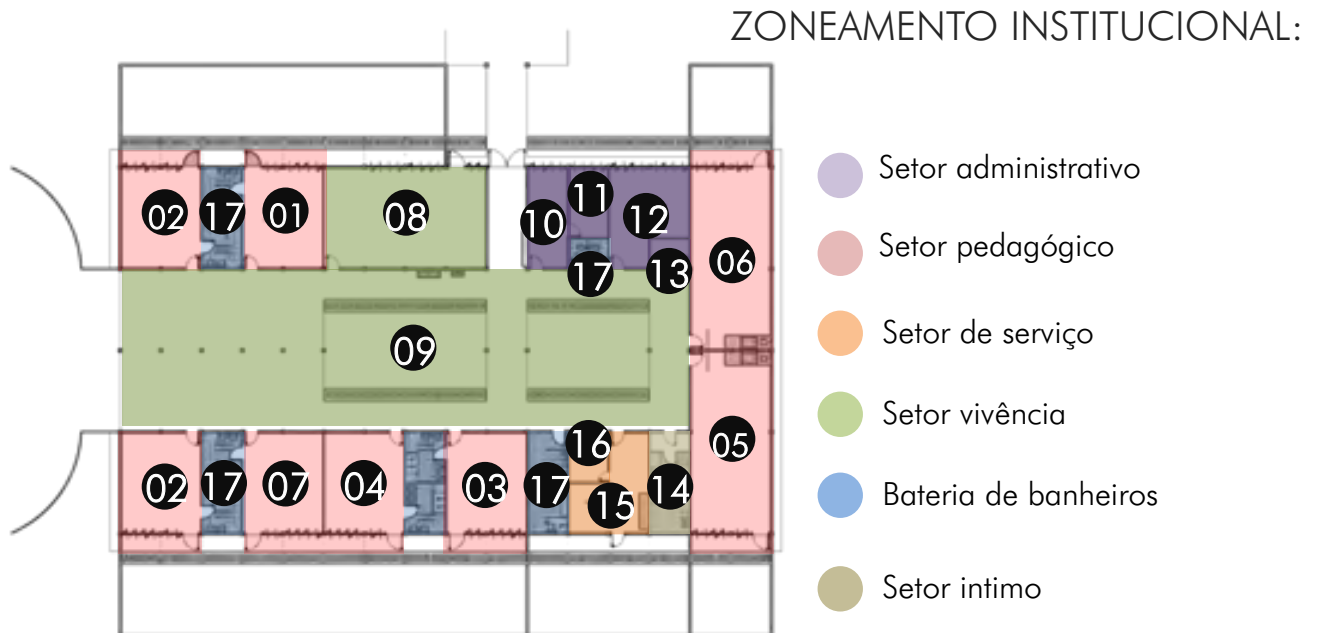 ZONEAMENTO INSTITUCIONAL:
02 17 01 08 10 11 12
17 13 06
09
02 17 07 04 03 17 16 15 14 05
Setor administrativo
Setor pedagógico
Setor de serviço
Setor vivência
Bateria de banheiros
Setor intimo